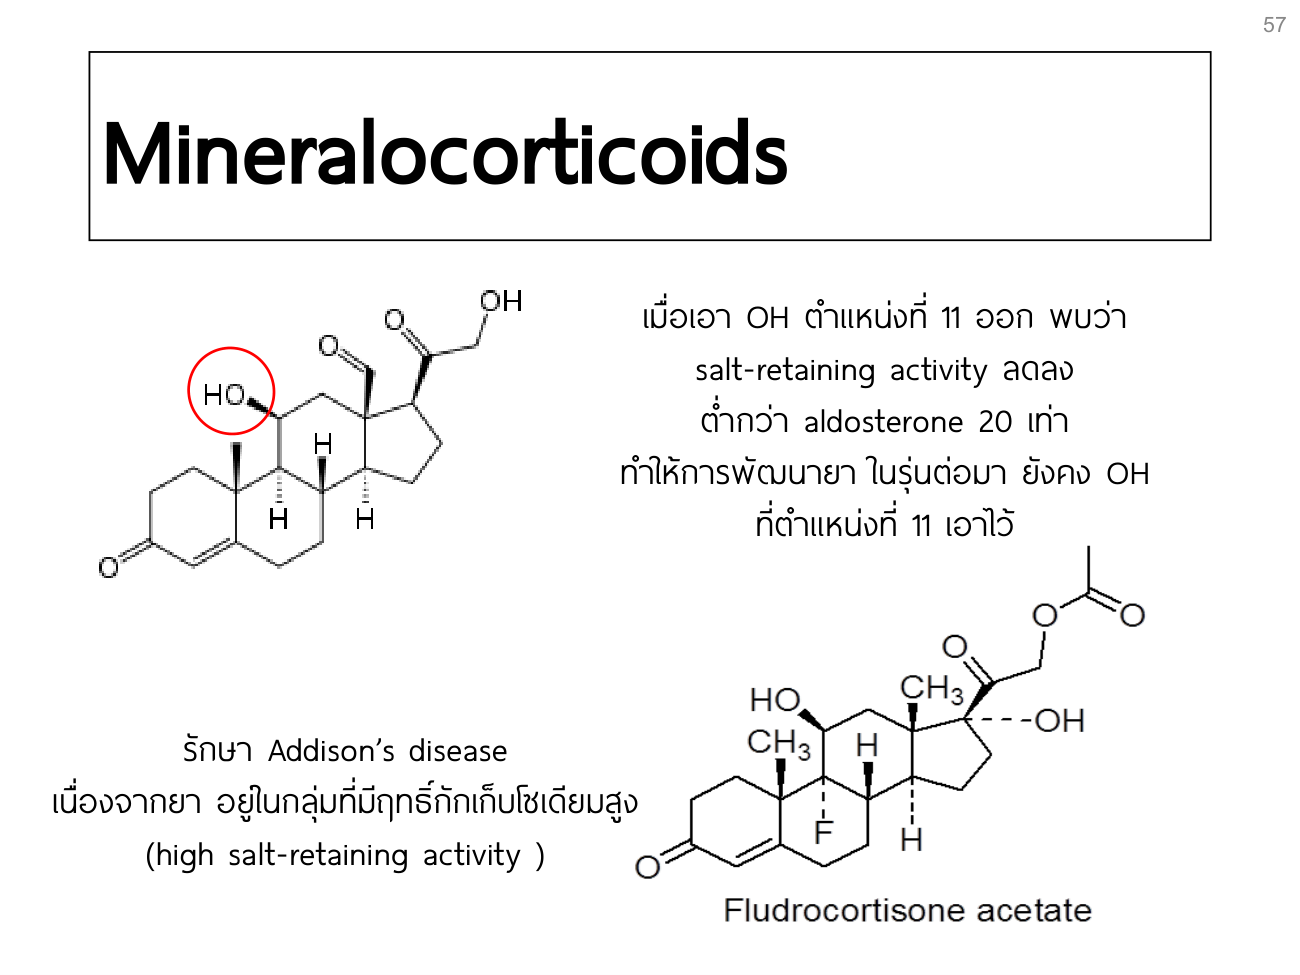 57
Mineralocorticoids
OH
O
O
HO
H
H
H
O
เมื่อเอา OH ตำแหน่งที่ 11 ออก พบว่า
salt-retaining activity ลดลง
ต่ำกว่า aldosterone 20 เท่า
ทำให้การพัฒนายา ในรุ่นต่อมา ยังคง OH
ที่ตำแหน่งที่ 11 เอาไว้
รักษา Addison’s disease
เนื่องจากยา อยู่ในกลุ่มที่มีฤทธิ์กักเก็บโซเดียมสูง
(high salt-retaining activity )
O
O
O
CH3
HO
OH
CH3
H
F
H
O
Fludrocortisone acetate